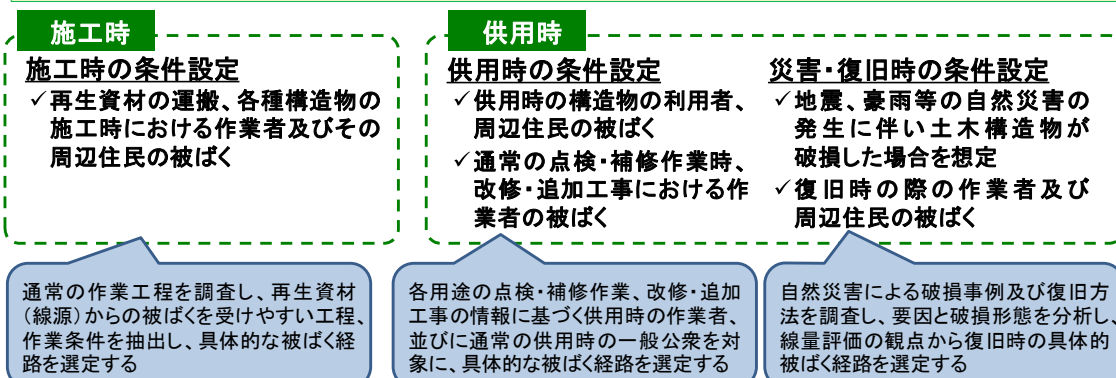 施工時
施工時の条件設定
✓再生資材の運搬、各種構造物の
施工時における作業者及びその
周辺住民の被ばく
供用時
供用時の条件設定
✓供用時の構造物の利用者、
周辺住民の被ばく
✓通常の点検・補修作業時、
改修・追加工事における作
業者の被ばく
災害・復旧時の条件設定
✓地震、豪雨等の自然災害の
発生に伴い土木構造物が
破損した場合を想定
✓復旧時の際の作業者及び
周辺住民の被ばく
通常の作業工程を調査し、再生資材
(線源)からの被ばくを受けやすい工程、
作業条件を抽出し、具体的な被ばく経
路を選定する
各用途の点検・補修作業、改修・追加
工事の情報に基づく供用時の作業者、
並びに通常の供用時の一般公衆を対
象に、具体的な被ばく経路を選定する
自然災害による破損事例及び復旧方
法を調査し、要因と破損形態を分析し、
線量評価の観点から復旧時の具体的
被ばく経路を選定する